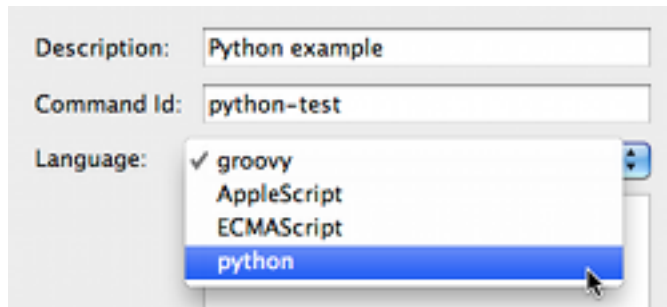 Description: Python example
Command Id: python-test
Language: ✓ groovy
AppleScript
ECMAScript
python